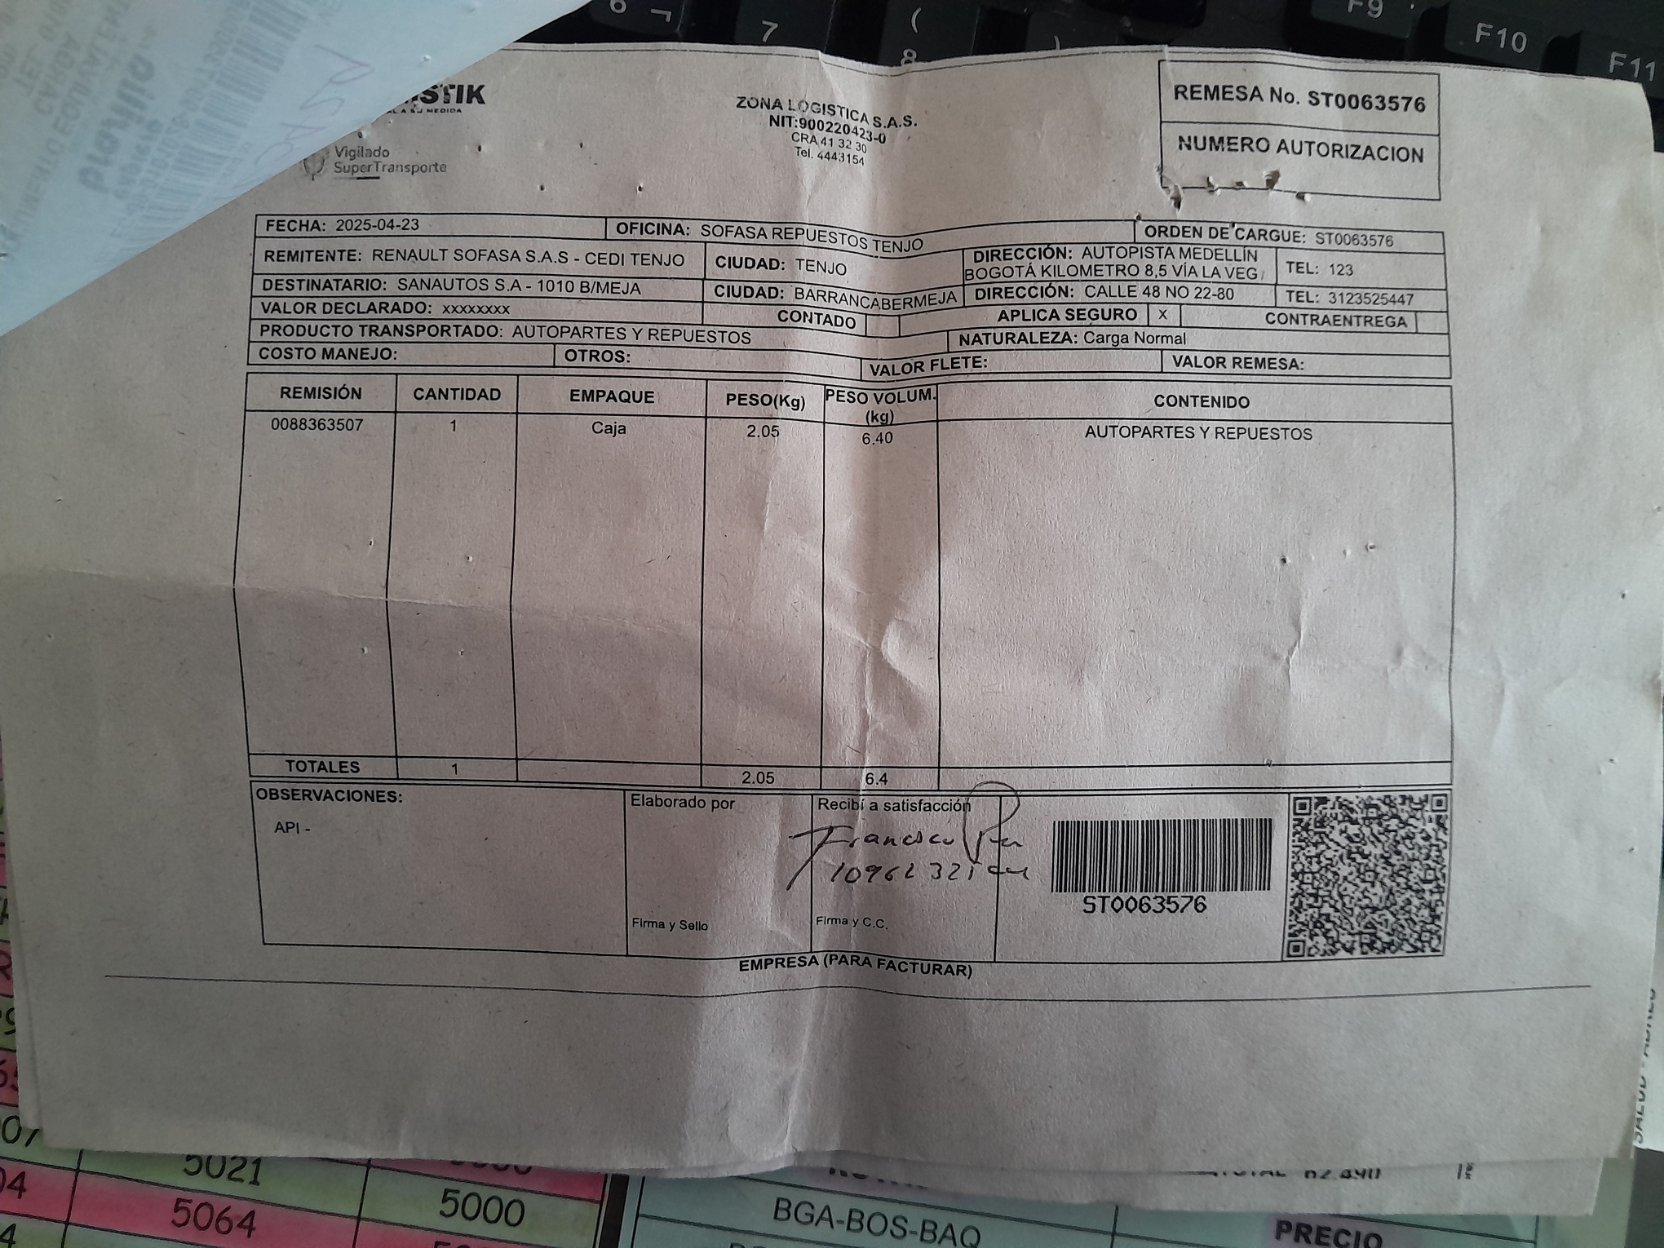 F9
F10
F11
7
8
STIK
Vigilado
SuperTransporte
ZONA LOGISTICA S.A.S.
NIT:900220423-0
CRA 41 32 30
Tel. 4443154
REMESA No. ST0063576
NUMERO AUTORIZACION
FECHA: 2025-04-23 OFICINA: SOFASA REPUESTOS TENJO ORDEN DE CARGUE: ST0063576
REMITENTE: RENAULT SOFASA S.A.S - CEDI TENJO CIUDAD: TENJO DIRECCIÓN: AUTOPISTA MEDELLÍN
BOGOTÁ KILOMETRO 8,5 VÍA LA VEG TEL: 123
DESTINATARIO: SANAUTOS S.A - 1010 B/MEJA CIUDAD: BARRANCABERMEJA DIRECCIÓN: CALLE 48 NO 22-80 TEL: 3123525447
VALOR DECLARADO: xxxxxxxx CONTADO APLICA SEGURO X CONTRAENTREGA
PRODUCTO TRANSPORTADO: AUTOPARTES Y REPUESTOS NATURALEZA: Carga Normal
COSTO MANEJO: OTROS: VALOR FLETE: VALOR REMESA:
REMISIÓN CANTIDAD EMPAQUE PESO(Kg) PESO VOLUM. (kg) CONTENIDO
0088363507 1 Caja 2.05 6.40 AUTOPARTES Y REPUESTOS
TOTALES 1 2.05 6.4
OBSERVACIONES: Elaborado por Recibí a satisfacción
API -
Francisco
Firma y Sello Firma y C.C.
ST0063576
EMPRESA (PARA FACTURAR)
5021
5064 5000
BGA-BOS-BAQ
PRECIO